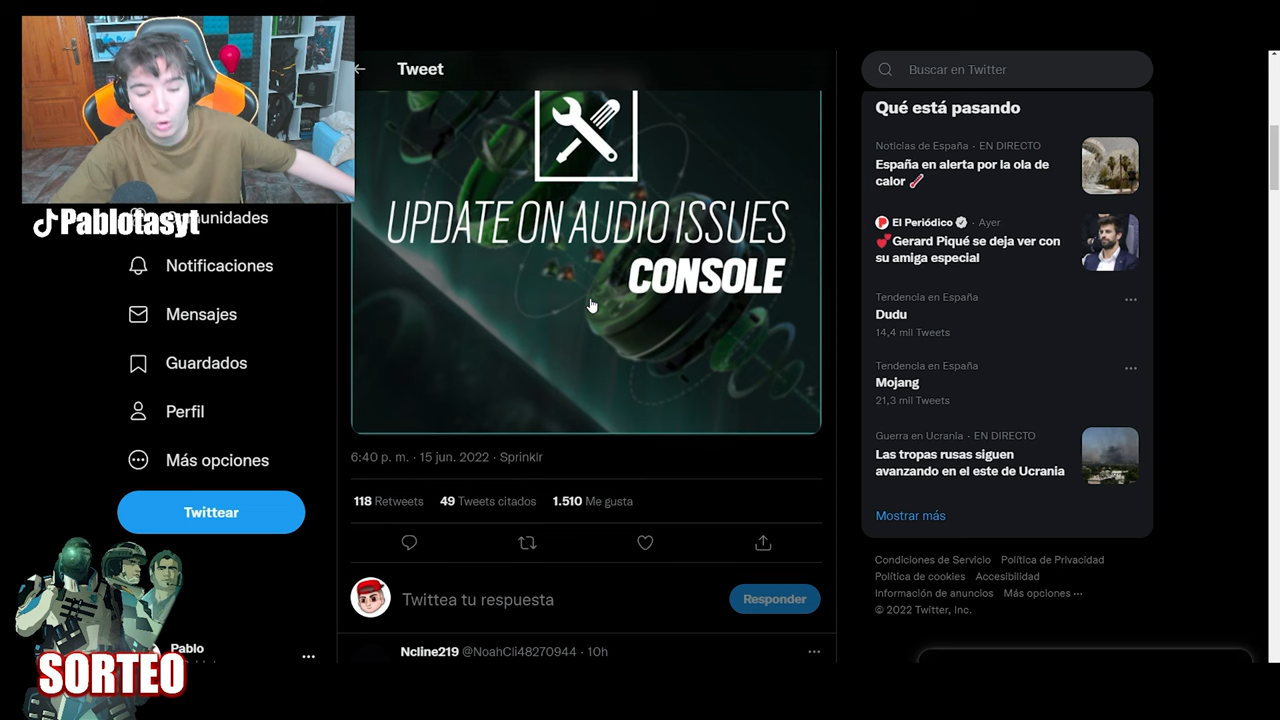 Tweet
Buscar en Twitter
Qué está pasando
Noticias de España · EN DIRECTO
España en alerta por la ola de
calor
El Periódico · Ayer
Gerard Piqué se deja ver con
su amiga especial
Tendencia en España
Dudu
14,4 mil Tweets
Tendencia en España
Mojang
21,3 mil Tweets
Guerra en Ucrania · EN DIRECTO
Las tropas rusas siguen
avanzando en el este de Ucrania
Mostrar más
Condiciones de Servicio Política de Privacidad
Política de cookies Accesibilidad
Información de anuncios Más opciones ···
© 2022 Twitter, Inc.
Pablotasyt
Notificaciones
Mensajes
Guardados
Perfil
Más opciones
Twittear
Pablo
SORTEO
UPDATE ON AUDIO ISSUES
CONSOLE
6:40 p. m. · 15 jun. 2022 · Sprinklr
118 Retweets 49 Tweets citados 1.510 Me gusta
Twittea tu respuesta
Responder
Ncline219 @NoahCli48270944 · 10h